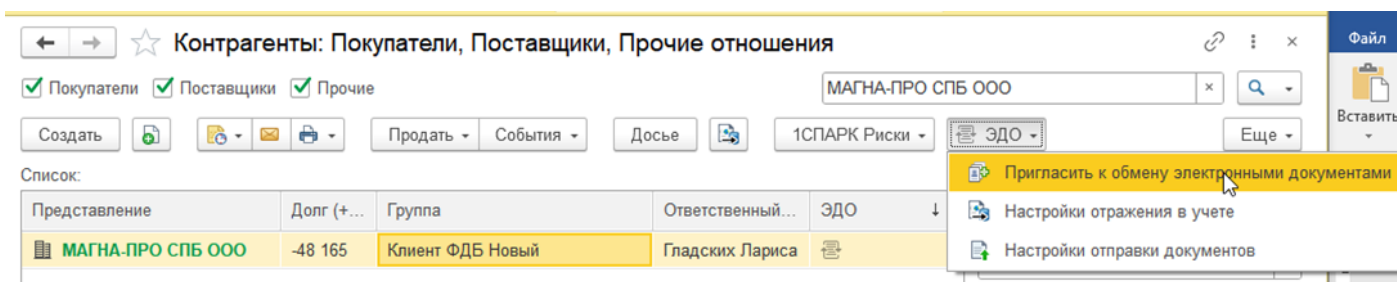 Контрагенты: Покупатели, Поставщики, Прочие отношения
Файл
Покупатели Поставщики Прочие МАГНА-ПРО СПБ ООО
Вставить
Создать Продать События Досье 1СПАРК Риски ЭДО Еще
Список:
Пригласить к обмену электронными документами
Представление Долг (+... Группа Ответственный... ЭДО ↓
Настройки отражения в учете
МАГНА-ПРО СПБ ООО -48 165 Клиент ФДБ Новый Гладских Лариса
Настройки отправки документов